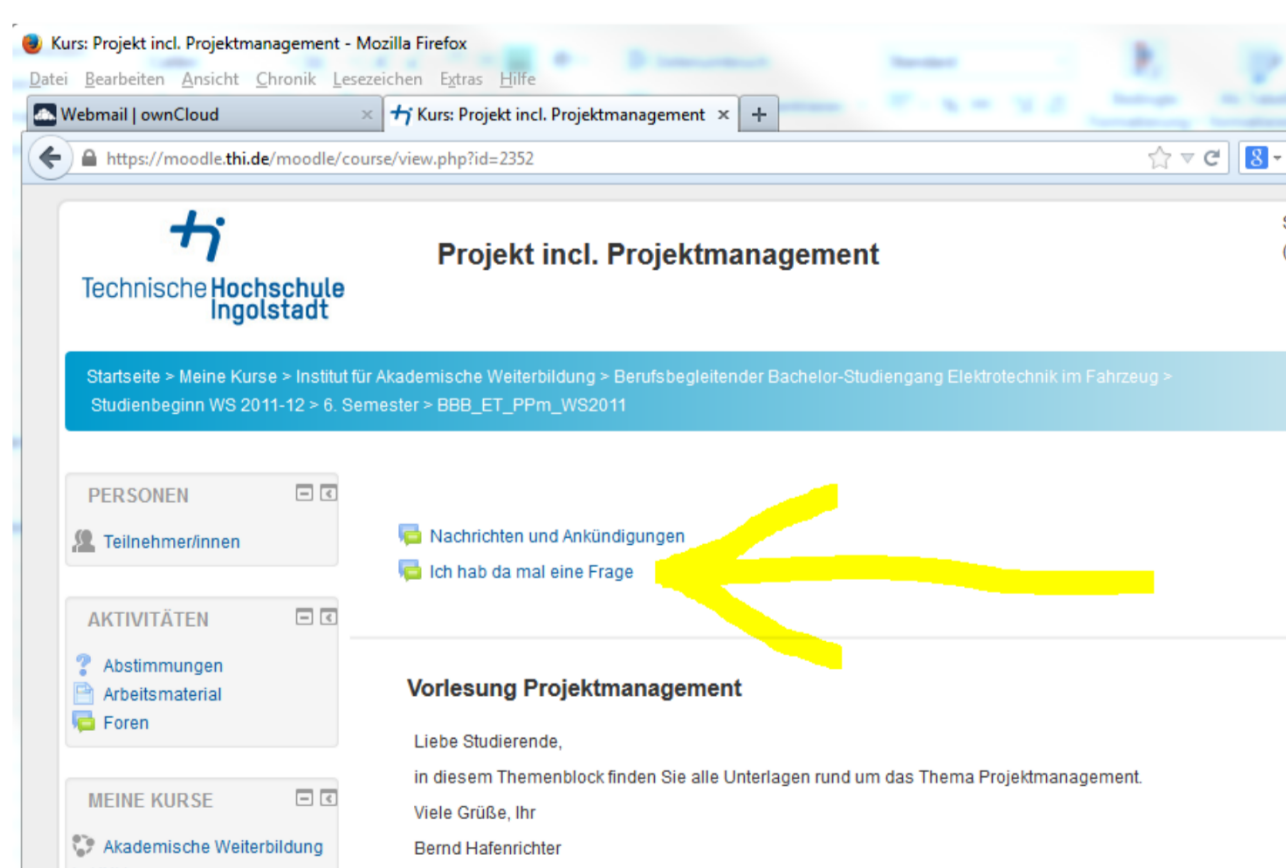 Kurs: Projekt incl. Projektmanagement - Mozilla Firefox
Datei Bearbeiten Ansicht Chronik Lesezeichen Extras Hilfe
Webmail | ownCloud × Kurs: Projekt incl. Projektmanagement × +
https://moodle.thi.de/moodle/course/view.php?id=2352
Technische Hochschule
Ingolstadt
Projekt incl. Projektmanagement
Startseite > Meine Kurse > Institut für Akademische Weiterbildung > Berufsbegleitender Bachelor-Studiengang Elektrotechnik im Fahrzeug >
Studienbeginn WS 2011-12 > 6. Semester > BBB_ET_PPm_WS2011
PERSONEN
Teilnehmer/innen
AKTIVITÄTEN
Abstimmungen
Arbeitsmaterial
Foren
MEINE KURSE
Akademische Weiterbildung
Nachrichten und Ankündigungen
Ich hab da mal eine Frage
Vorlesung Projektmanagement
Liebe Studierende,
in diesem Themenblock finden Sie alle Unterlagen rund um das Thema Projektmanagement.
Viele Grüße, Ihr
Bernd Hafenrichter